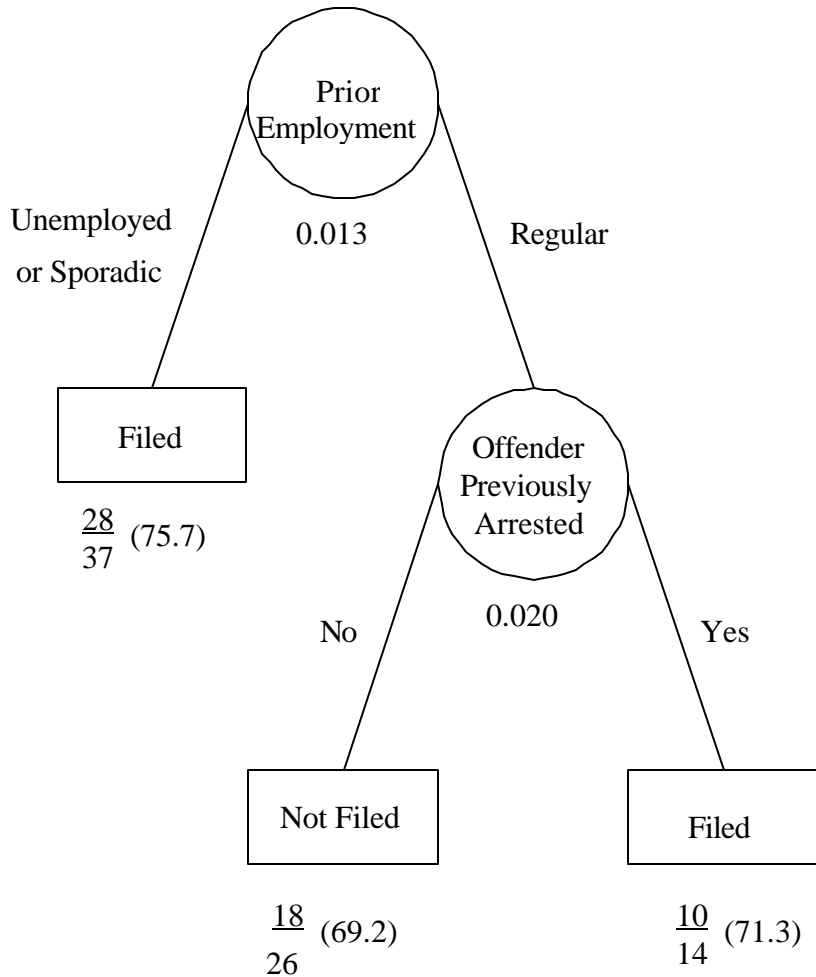 Prior
Employment
Unemployed
or Sporadic
0.013
Regular
Filed
28
37
(75.7)
Offender
Previously
Arrested
0.020
No
Yes
Not Filed
Filed
18
26
(69.2)
10
14
(71.3)